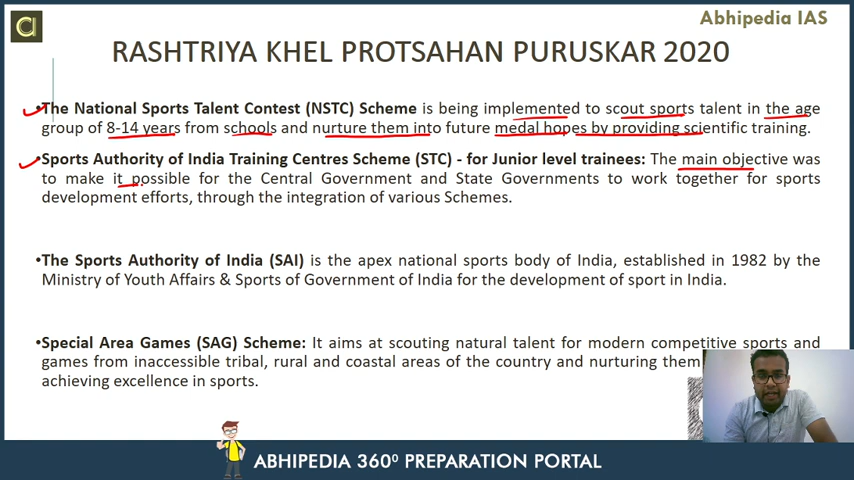 Abhipedia IAS
RASHTRIYA KHEL PROTSAHAN PURUSKAR 2020
•The National Sports Talent Contest (NSTC) Scheme is being implemented to scout sports talent in the age
group of 8-14 years from schools and nurture them into future medal hopes by providing scientific training.
•Sports Authority of India Training Centres Scheme (STC) - for Junior level trainees: The main objective was
to make it possible for the Central Government and State Governments to work together for sports
development efforts, through the integration of various Schemes.
•The Sports Authority of India (SAI) is the apex national sports body of India, established in 1982 by the
Ministry of Youth Affairs & Sports of Government of India for the development of sport in India.
•Special Area Games (SAG) Scheme: It aims at scouting natural talent for modern competitive sports and
games from inaccessible tribal, rural and coastal areas of the country and nurturing them
achieving excellence in sports.
ABHIPEDIA 360⁰ PREPARATION PORTAL